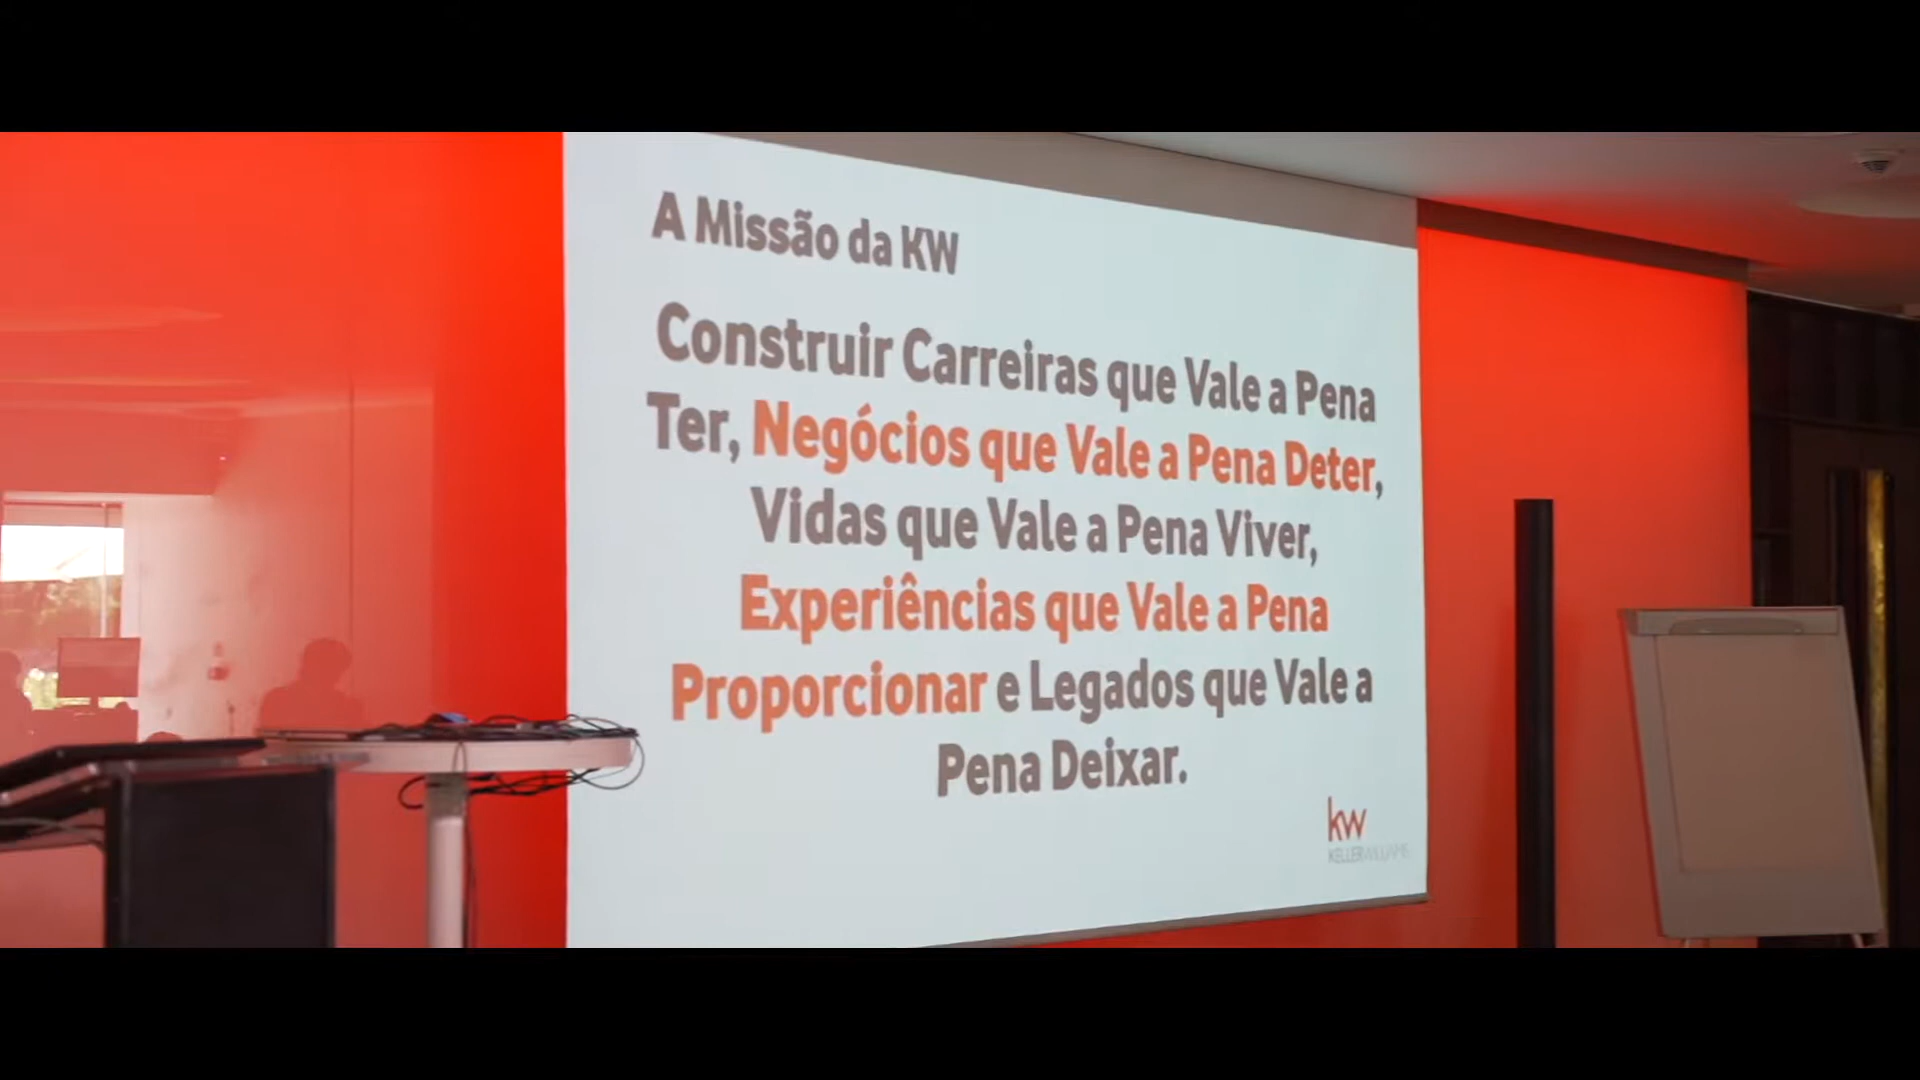 A Missão da KW
Construir Carreiras que Vale a Pena
Ter, Negócios que Vale a Pena Deter,
Vidas que Vale a Pena Viver,
Experiências que Vale a Pena
Proporcionar e Legados que Vale a
Pena Deixar.
kw
KELLERWILLIAMS